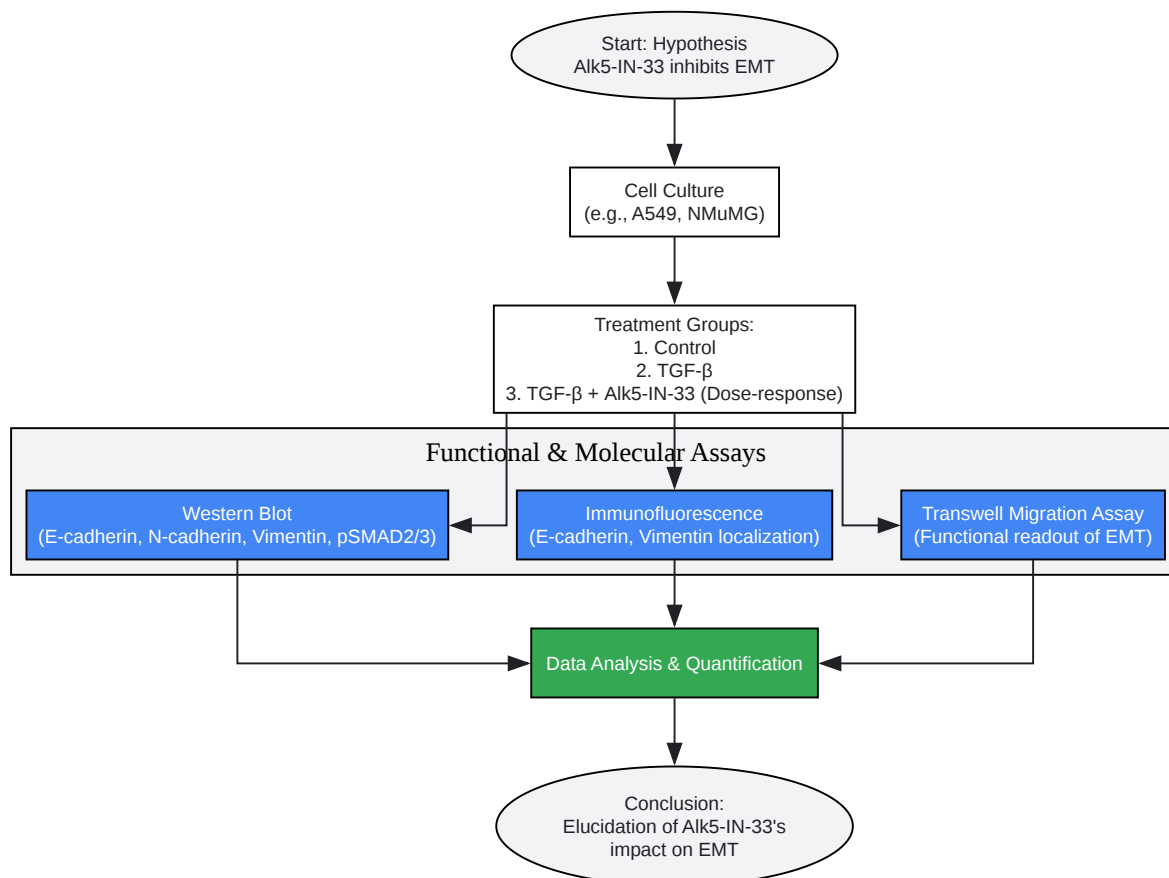 Start: Hypothesis
Alk5-IN-33 inhibits EMT
Cell Culture
(e.g., A549, NMuMG)
Treatment Groups:
1. Control
2. TGF-β
3. TGF-β + Alk5-IN-33 (Dose-response)
Functional & Molecular Assays
Western Blot
(E-cadherin, N-cadherin, Vimentin, pSMAD2/3)
Immunofluorescence
(E-cadherin, Vimentin localization)
Transwell Migration Assay
(Functional readout of EMT)
Data Analysis & Quantification
Conclusion:
Elucidation of Alk5-IN-33's
impact on EMT